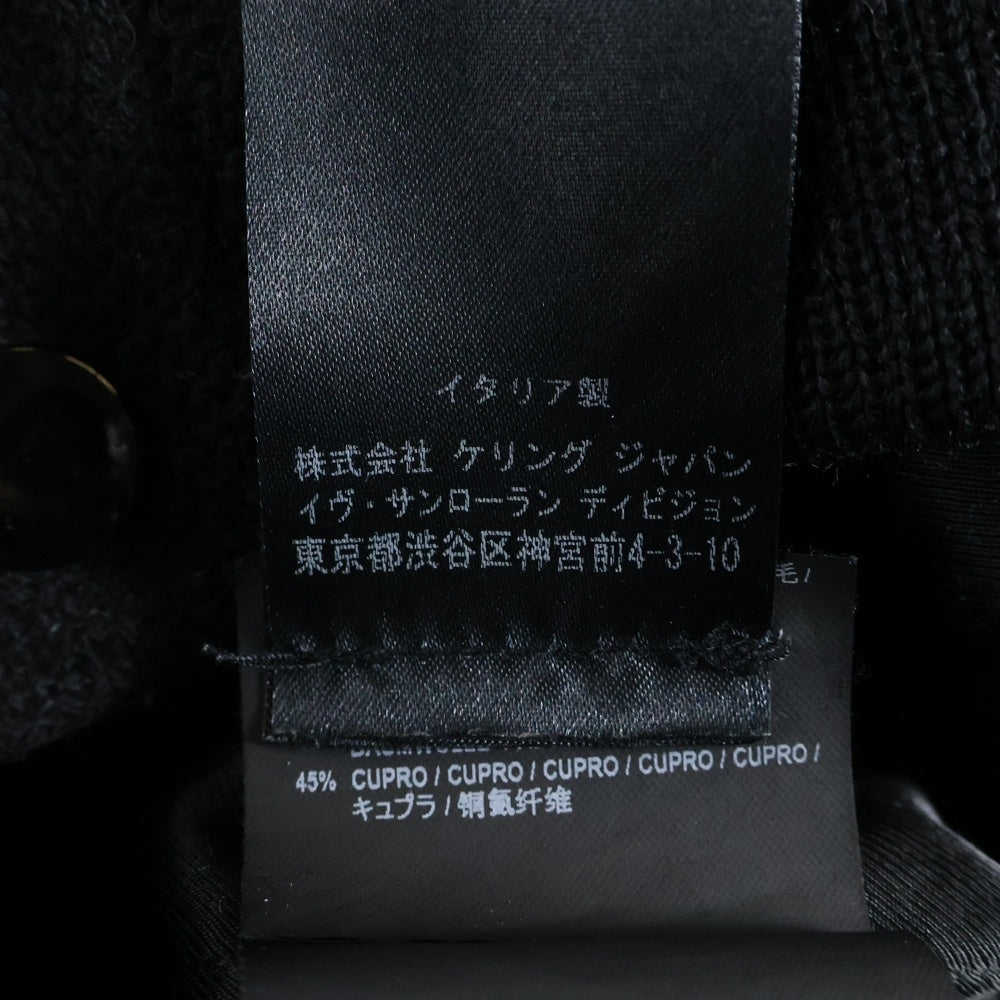 イタリア製
株式会社 ケリング ジャパン
イヴ・サンローラン ディビジョン
東京都渋谷区神宮前4-3-10
毛 /
45% CUPRO / CUPRO / CUPRO / CUPRO / CUPRO /
キュプラ / 铜氨纤维